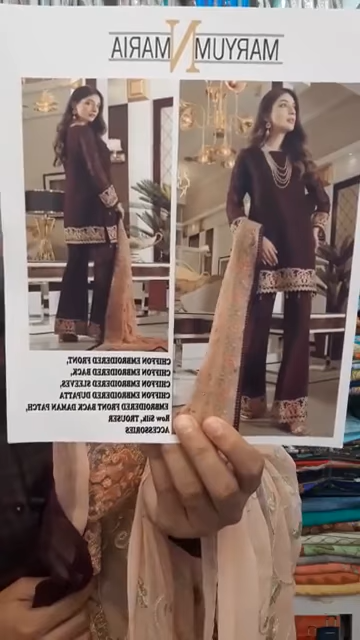 MARYUM N MARIA
CHIFFON EMBROIDERED FRONT,
CHIFFON EMBROIDERED BACK,
CHIFFON EMBROIDERED SLEEVES,
CHIFFON EMBROIDERED DUPATTA
EMBROIDERED FRONT BACK DAMAN PATCH,
RAW SILK, TROUSER
ACCESSORIES